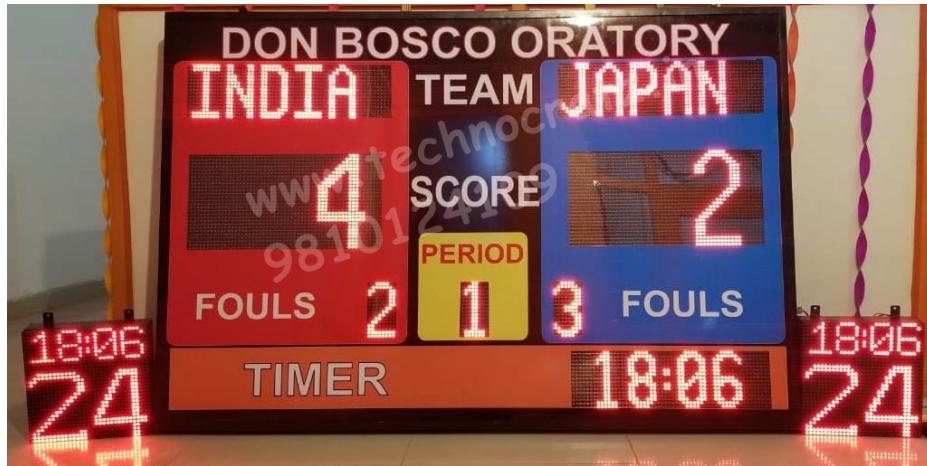 DON BOSCO ORATORY
INDIA TEAM JAPAN
4 SCORE 2
PERIOD
FOULS 2 1 3 FOULS
TIMER 18:06
18:06
24
18:06
24
9810124199